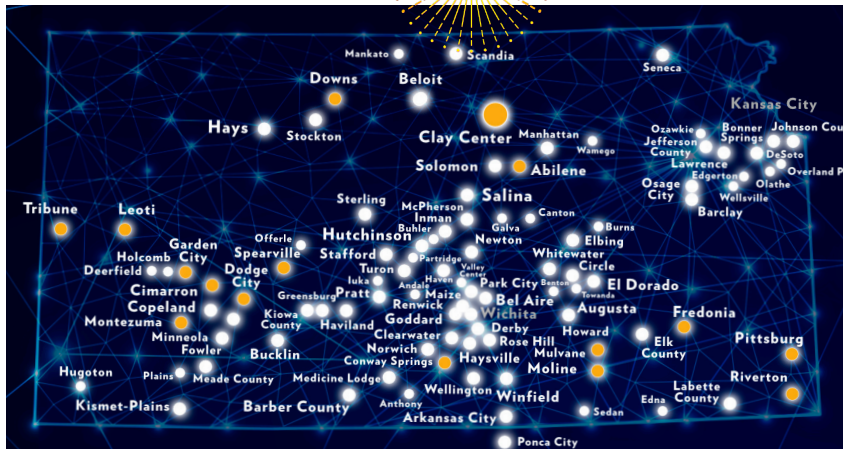 Mankato
Scandia
Seneca
Downs
Beloit
Kansas City
Hays
Stockton
Clay Center
Manhattan
Wamego
Ozawkie
Jefferson
County
Bonner
Springs
Johnson Cou
Lawrence
DeSoto
Overland P
Edgerton
Olathe
Solomon
Abilene
Osage
City
Wellsville
Barclay
Salina
Sterling
McPherson
Inman
Buhler
Galva
Canton
Tribune
Leoti
Hutchinson
Newton
Burns
Elbing
Offerle
Spearville
Garden
City
Holcomb
Deerfield
Stafford
Partridge
Turon
Haven
Valley
Center
Whitewater
Circle
Dodge
City
Cimarron
Iuka
Pratt
Andale
Renwick
Maize
Park City
Benton
Towanda
El Dorado
Copeland
Greensburg
Kiowa
County
Haviland
Goddard
Bel Aire
Wichita
Augusta
Montezuma
Minneola
Fowler
Bucklin
Clearwater
Derby
Rose Hill
Howard
Fredonia
Norwich
Conway Springs
Haysville
Mulvane
Moline
Elk
County
Pittsburg
Hugoton
Plains
Meade County
Medicine Lodge
Wellington
Winfield
Riverton
Kismet-Plains
Barber County
Anthony
Arkansas City
Sedan
Edna
Labette
County
Ponca City